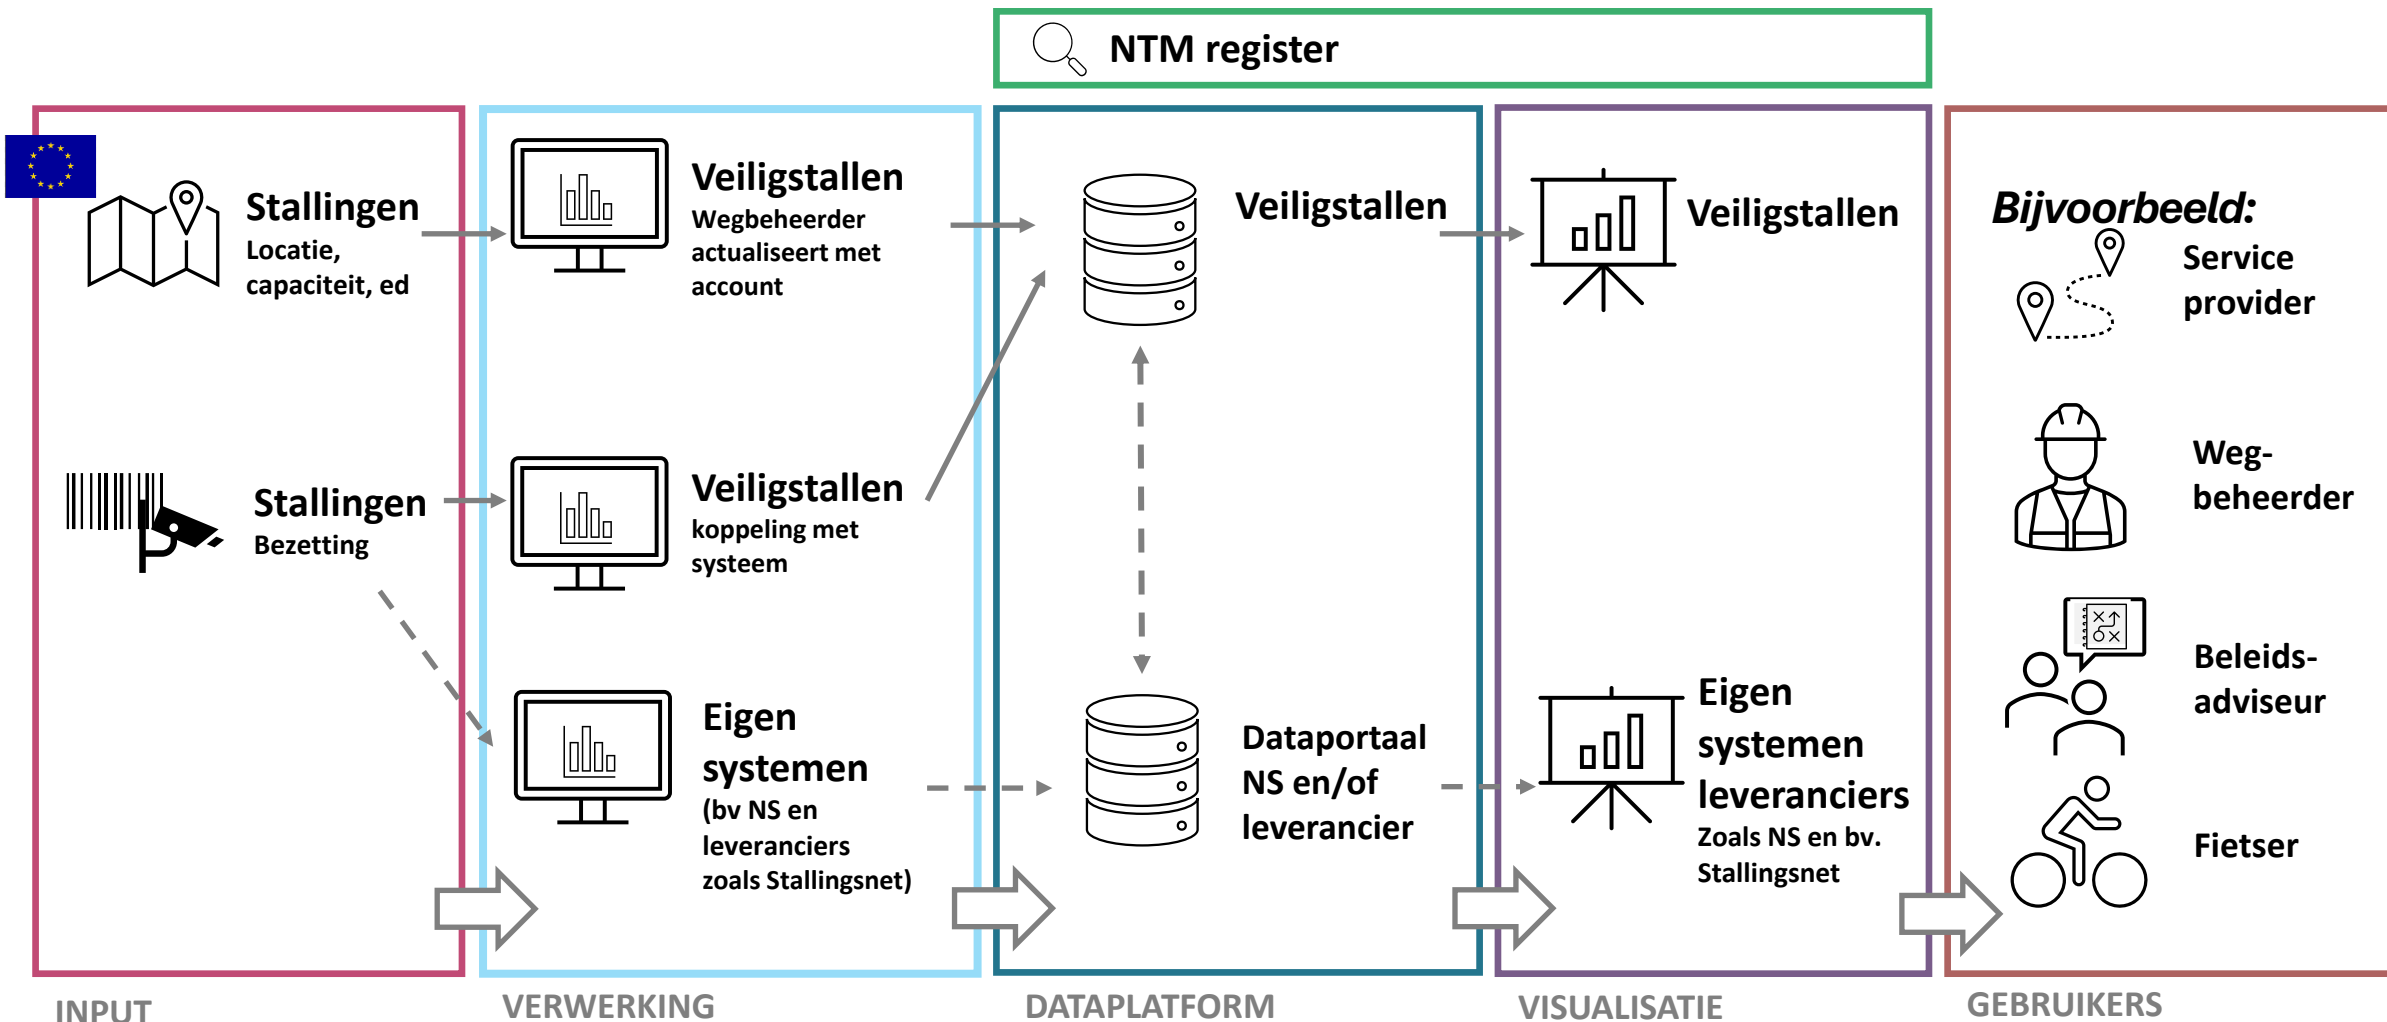 NTM register
Stallingen
Locatie,
capaciteit, ed
Stallingen
Bezetting
INPUT
Veiligstallen
Wegbeheerder
actualiseert met
account
Veiligstallen
koppeling met
systeem
Eigen
systemen
(bv NS en
leveranciers
zoals Stallingsnet)
VERWERKING
Veiligstallen
Dataportaal
NS en/of
leverancier
DATAPLATFORM
Veiligstallen
Eigen
systemen
leveranciers
Zoals NS en bv.
Stallingsnet
VISUALISATIE
Bijvoorbeeld:
Service
provider
Weg-
beheerder
Beleids-
adviseur
Fietser
GEBRUIKERS